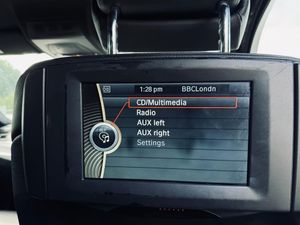 1:28 pm BBCLondn
CD/Multimedia
Radio
AUX left
AUX right
Settings